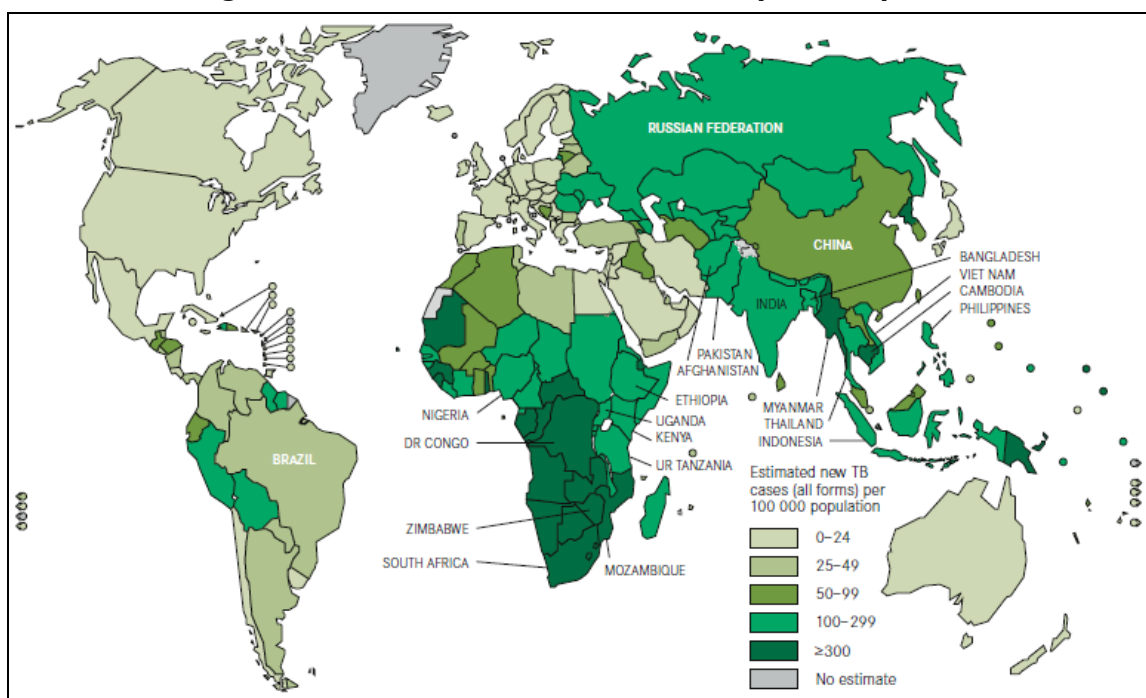 RUSSIAN FEDERATION
CHINA
BANGLADESH
VIET NAM
CAMBODIA
PHILIPPINES
INDIA
PAKISTAN
AFGHANISTAN
ETHIOPIA
NIGERIA
UGANDA
MYANMAR
THAILAND
INDONESIA
DR CONGO
KENYA
BRAZIL
UR TANZANIA
Estimated new TB
cases (all forms) per
100 000 population
ZIMBABWE
0–24
SOUTH AFRICA
MOZAMBIQUE
25–49
50–99
100–299
≥300
No estimate